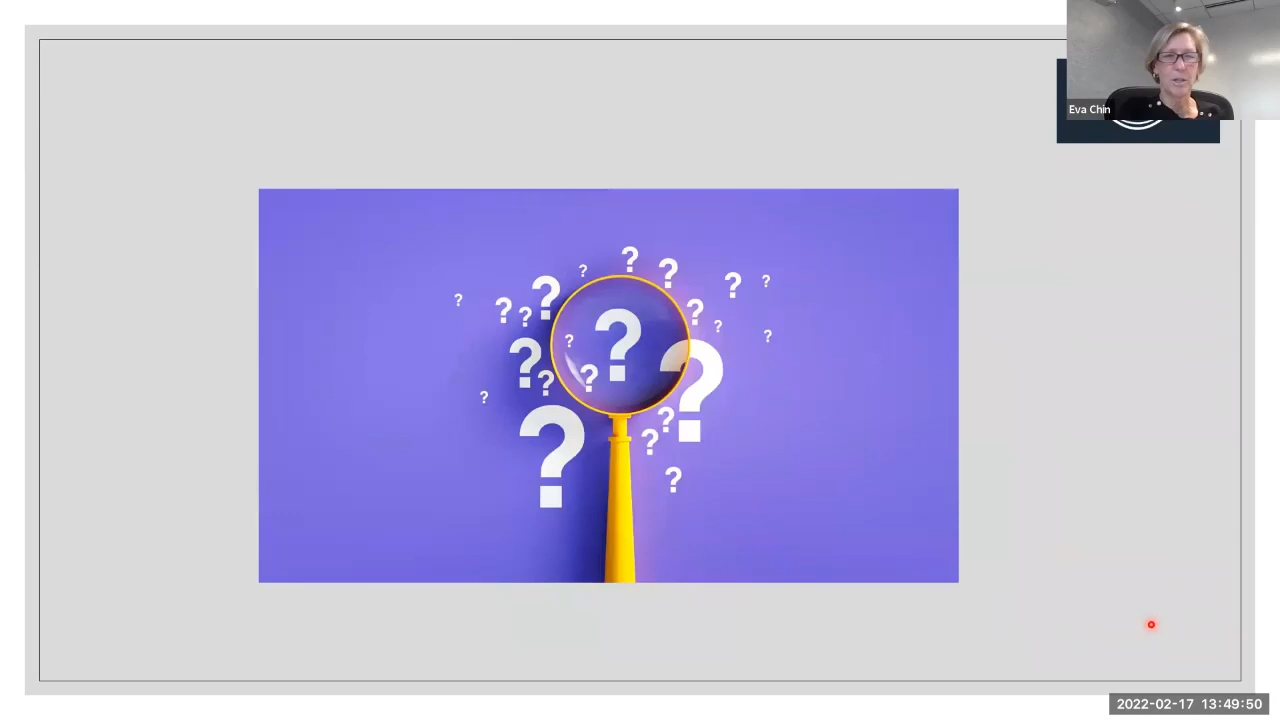 Eva Chin
? ? ? ? ? ?
? ? ? ? ? ?
? ? ? ?
? ? ? ?
? ? ?
? ?
?
2022-02-17 13:49:50